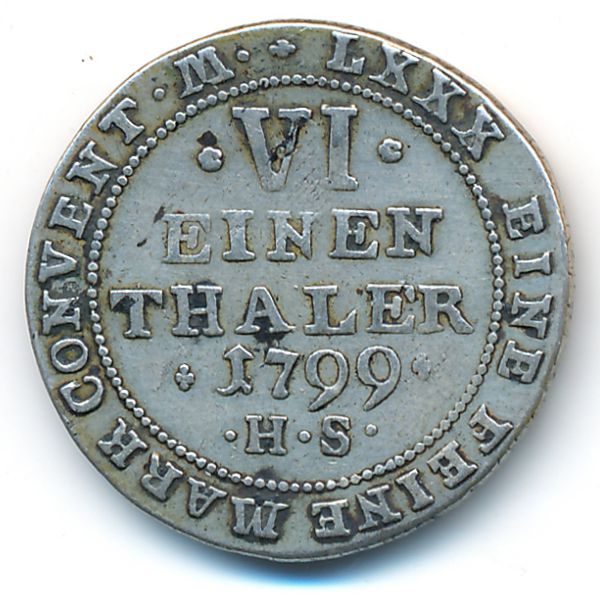 LXXX EINE FEINE MARK CONVENT · M ·
· VI ·
EINEN
THALER
1799
· H · S ·